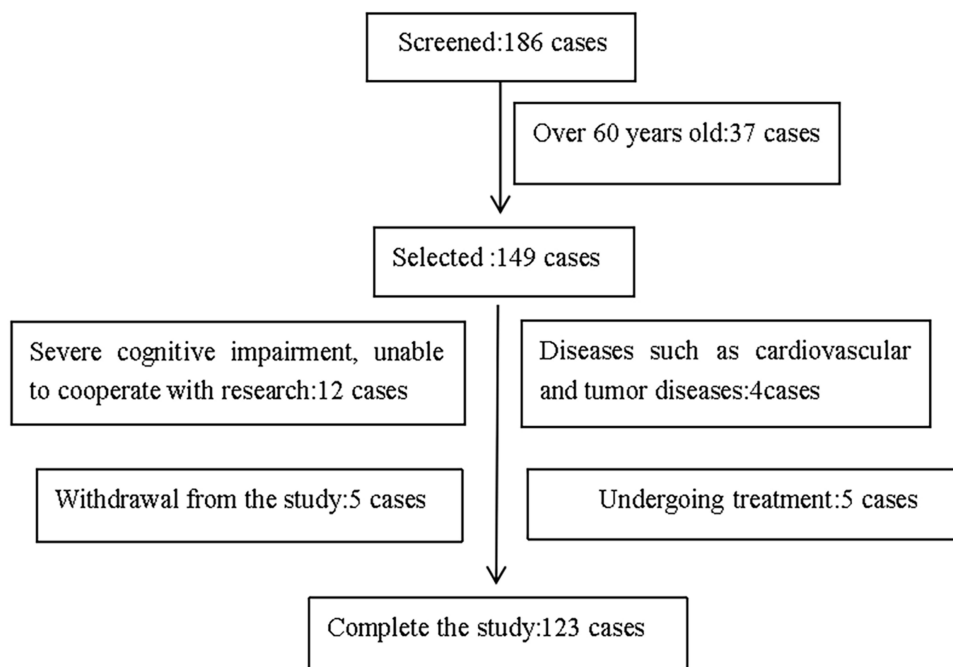 Screened:186 cases
Over 60 years old:37 cases
Selected :149 cases
Severe cognitive impairment, unable
to cooperate with research:12 cases
Diseases such as cardiovascular
and tumor diseases:4cases
Withdrawal from the study:5 cases
Undergoing treatment:5 cases
Complete the study:123 cases